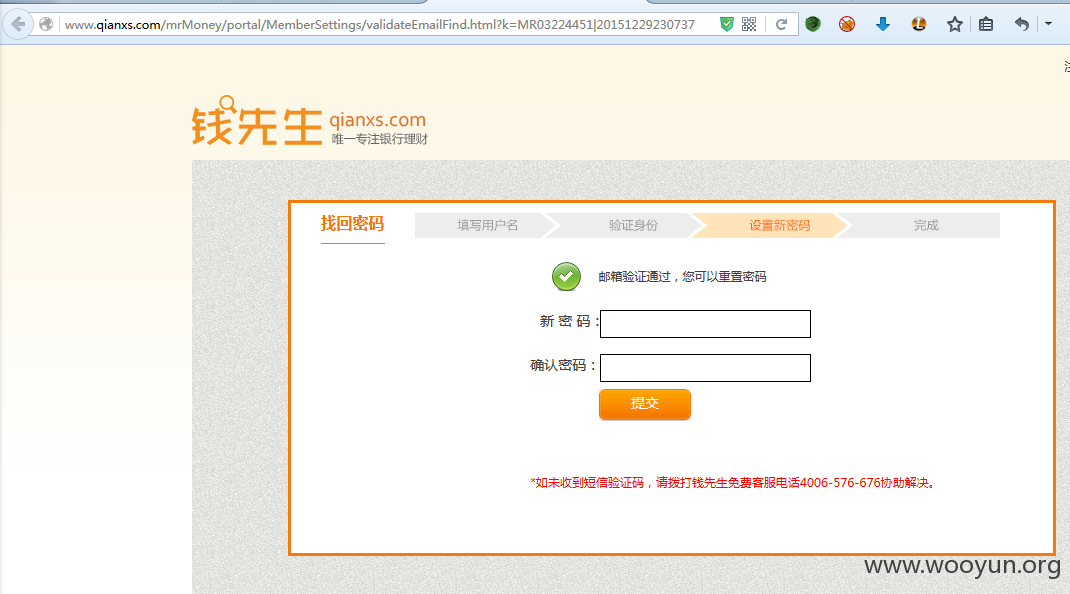 www.qianxs.com/mrMoney/portal/MemberSettings/validateEmailFind.html?k=MR03224451|20151229230737
钱先生 qianxs.com
唯一专注银行理财
找回密码 填写用户名 验证身份 设置新密码 完成
邮箱验证通过，您可以重置密码
新 密 码：
确认密码：
提交
*如未收到短信验证码，请拨打钱先生免费客服电话4006-576-676协助解决。
www.wooyun.org